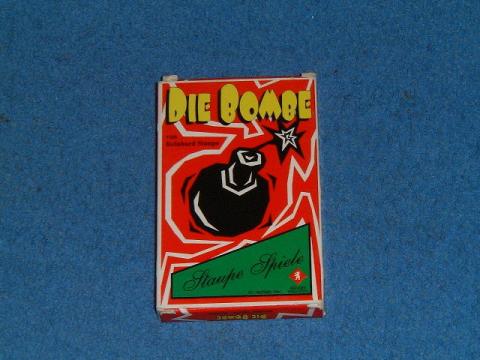 DIE BOMBE
von
Reinhard Staupe
Staupe Spiele
DIE BOMBE